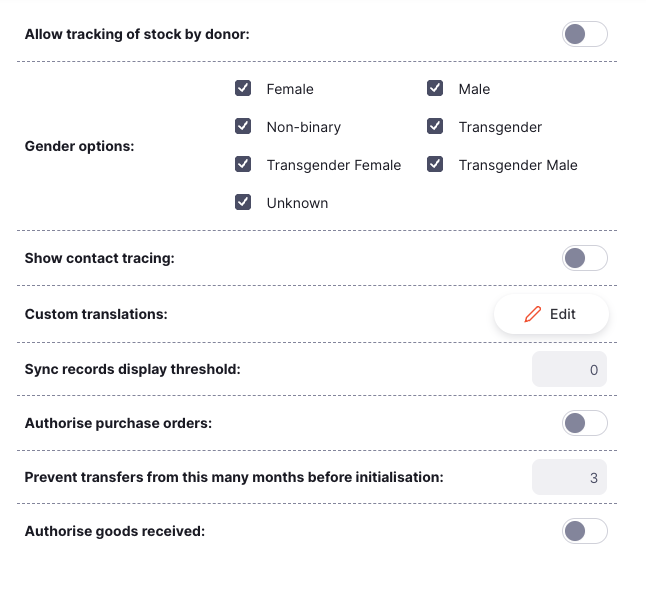 Allow tracking of stock by donor:
Female Male
Non-binary Transgender
Gender options:
Transgender Female Transgender Male
Unknown
Show contact tracing:
Custom translations: Edit
Sync records display threshold: 0
Authorise purchase orders:
Prevent transfers from this many months before initialisation: 3
Authorise goods received: